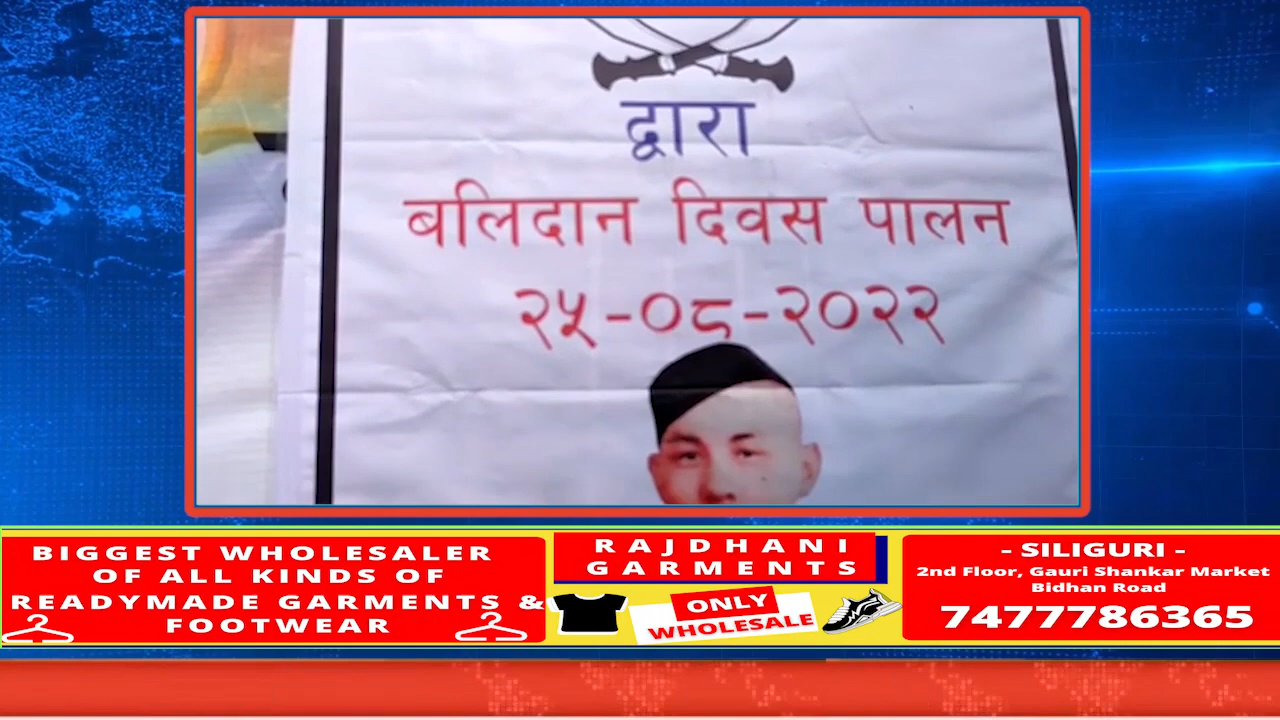 द्वारा
बलिदान दिवस पालन
२५-०८-२०२२
BIGGEST WHOLESALER
OF ALL KINDS OF
READYMADE GARMENTS &
FOOTWEAR
RAJDHANI
GARMENTS
ONLY
WHOLESALE
- SILIGURI -
2nd Floor, Gauri Shankar Market
Bidhan Road
7477786365